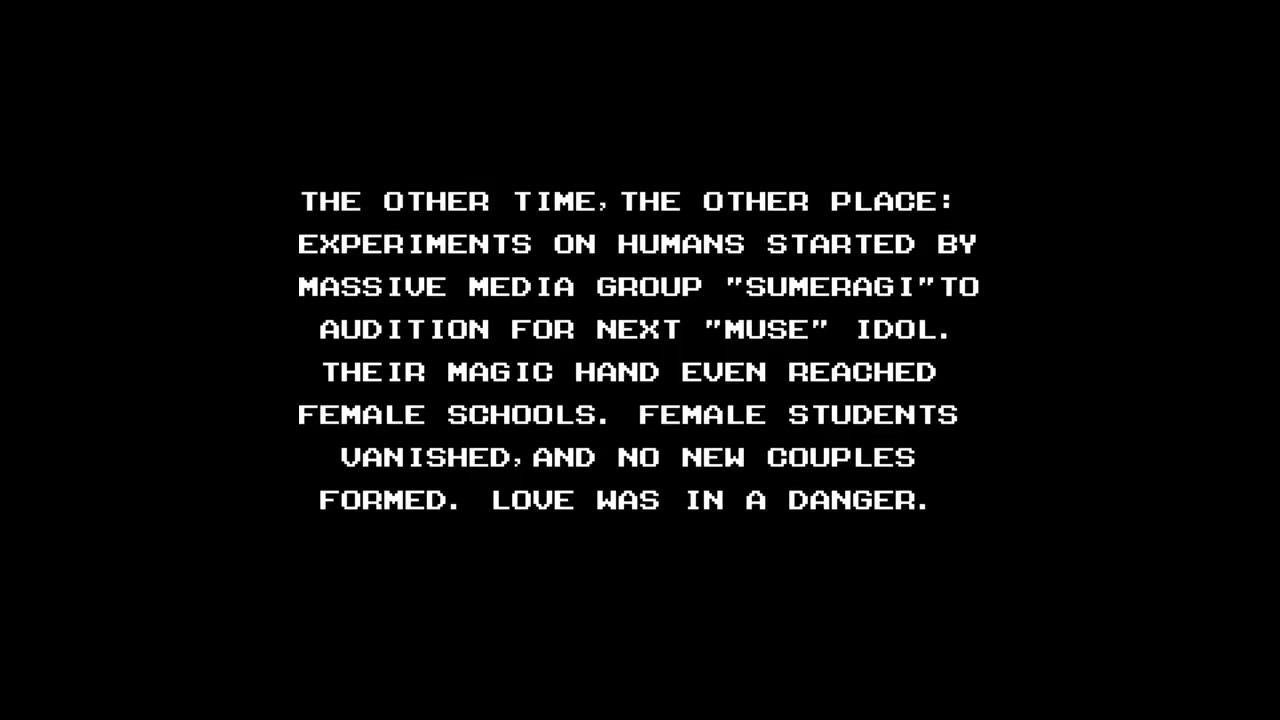 THE OTHER TIME,THE OTHER PLACE:
EXPERIMENTS ON HUMANS STARTED BY
MASSIVE MEDIA GROUP "SUMERAGI"TO
AUDITION FOR NEXT "MUSE" IDOL.
THEIR MAGIC HAND EVEN REACHED
FEMALE SCHOOLS. FEMALE STUDENTS
VANISHED,AND NO NEW COUPLES
FORMED. LOVE WAS IN A DANGER.